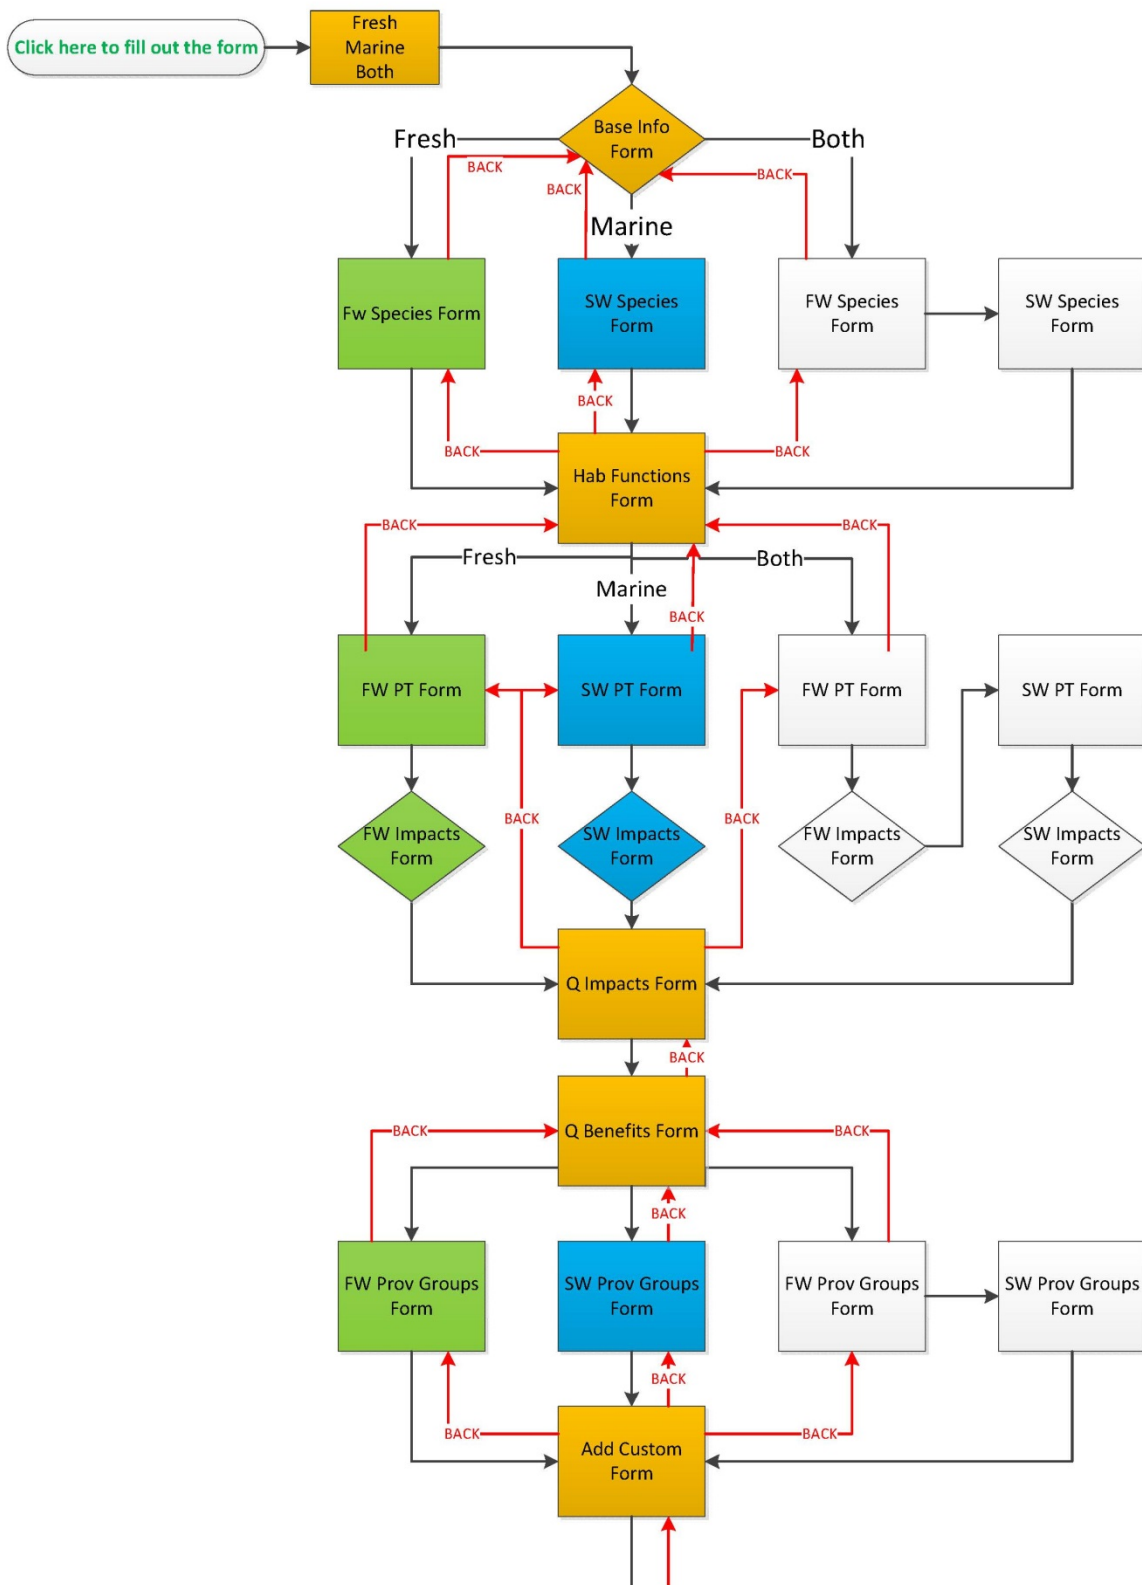 Click here to fill out the form
Fresh
Marine
Both
Base Info
Form
Fresh
Both
BACK
BACK
BACK
Marine
Fw Species Form
SW Species
Form
FW Species
Form
SW Species
Form
BACK
BACK
BACK
Hab Functions
Form
BACK
BACK
Fresh
Both
Marine
BACK
FW PT Form
SW PT Form
FW PT Form
SW PT Form
BACK
BACK
FW Impacts
Form
SW Impacts
Form
FW Impacts
Form
SW Impacts
Form
Q Impacts Form
BACK
Q Benefits Form
BACK
BACK
BACK
FW Prov Groups
Form
SW Prov Groups
Form
FW Prov Groups
Form
SW Prov Groups
Form
BACK
BACK
BACK
Add Custom
Form